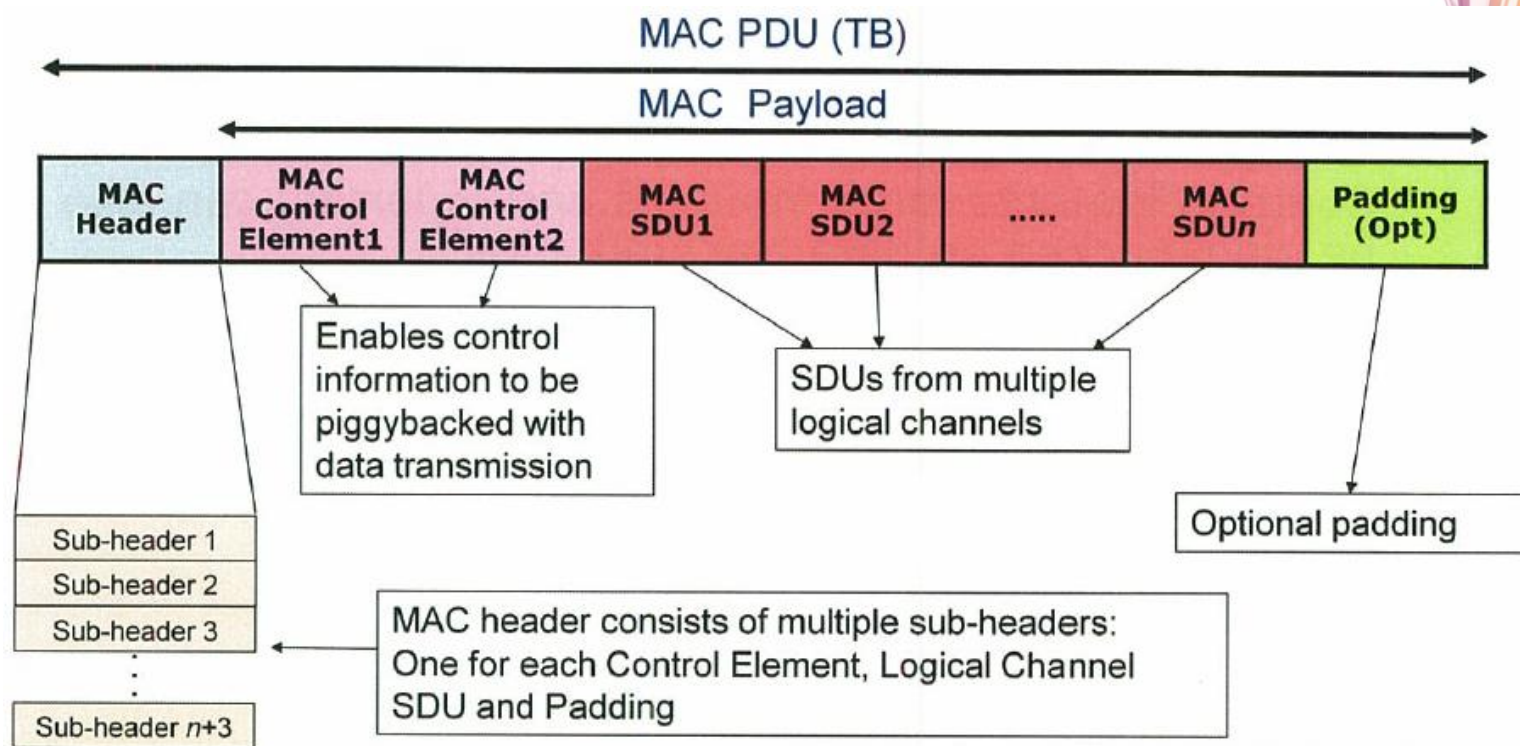 MAC PDU (TB)
MAC Payload
MAC
Header
MAC
Control
Element1
MAC
Control
Element2
MAC
SDU1
MAC
SDU2
.....
MAC
SDUn
Padding
(Opt)
Enables control
information to be
piggybacked with
data transmission
SDUs from multiple
logical channels
Optional padding
Sub-header 1
Sub-header 2
Sub-header 3
Sub-header n+3
MAC header consists of multiple sub-headers:
One for each Control Element, Logical Channel
SDU and Padding